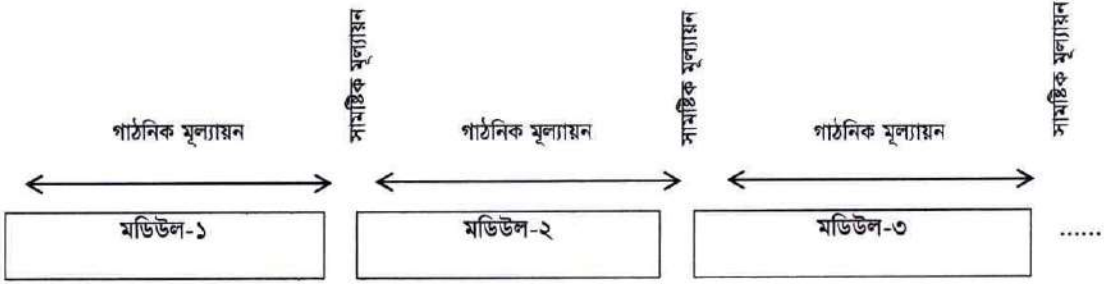 সামষ্টিক মূল্যায়ন
সামষ্টিক মূল্যায়ন
সামষ্টিক মূল্যায়ন
গাঠনিক মূল্যায়ন
গাঠনিক মূল্যায়ন
গাঠনিক মূল্যায়ন
মডিউল-১
মডিউল-২
মডিউল-৩
......